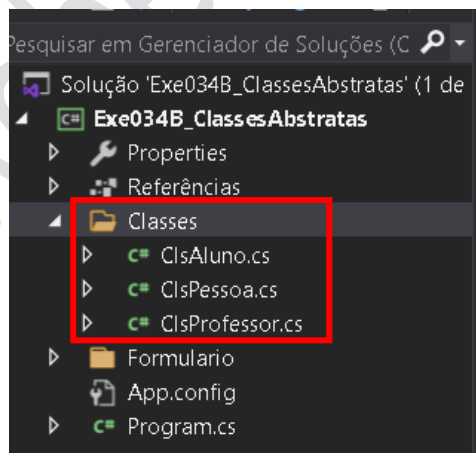 Pesquisar em Gerenciador de Soluções (C
Solução 'Exe034B_ClassesAbstratas' (1 de
C# Exe034B_ClassesAbstratas
Properties
Referências
Classes
C# ClsAluno.cs
C# ClsPessoa.cs
C# ClsProfessor.cs
Formulario
App.config
C# Program.cs